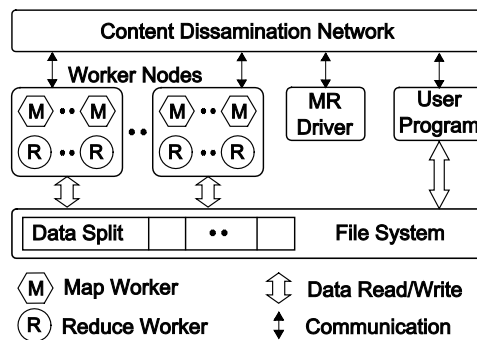 Content Dissamination Network
Worker Nodes
M •• M
M •• M
R •• R
R •• R
••
MR
Driver
User
Program
Data Split
••
File System
M Map Worker
Data Read/Write
R Reduce Worker
Communication